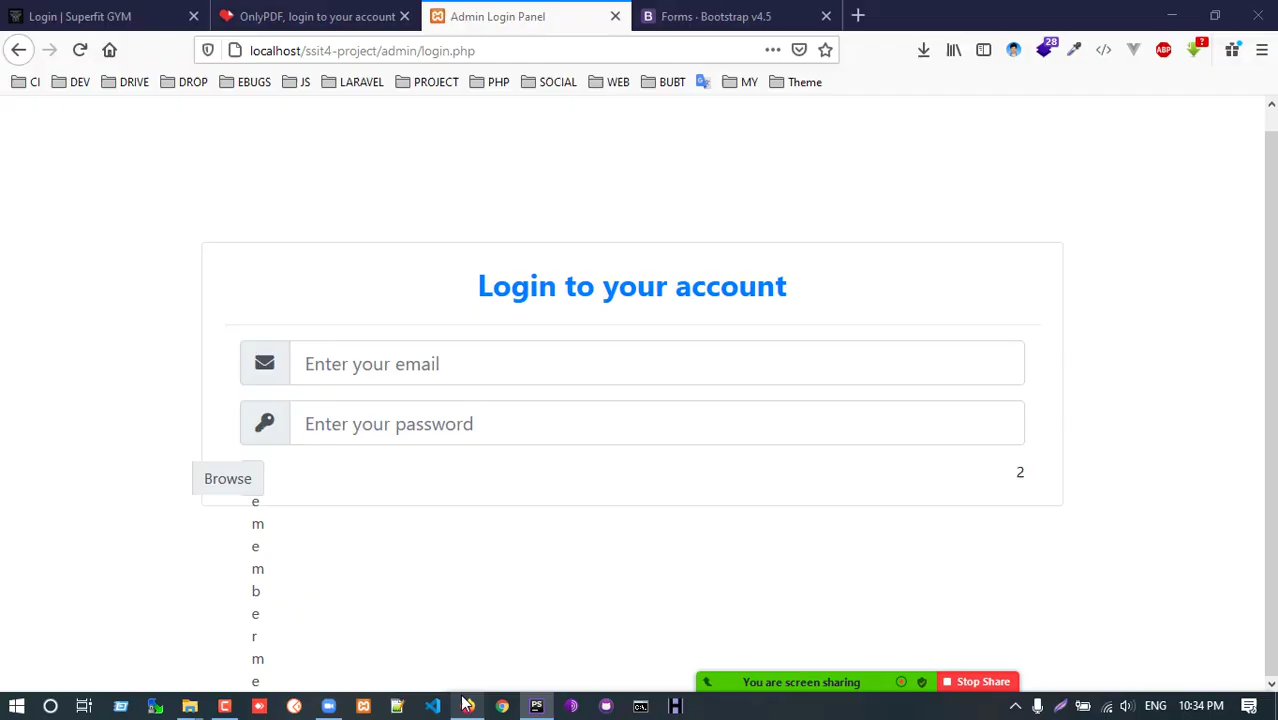 Login | Superfit GYM
OnlyPDF, login to your account
Admin Login Panel
Forms · Bootstrap v4.5
localhost/ssit4-project/admin/login.php
28
ABP
?
CI
DEV
DRIVE
DROP
EBUGS
JS
LARAVEL
PROJECT
PHP
SOCIAL
WEB
BUBT
MY
Theme
Login to your account
Enter your email
Enter your password
Browse
2
e
m
e
m
b
e
r
m
e
You are screen sharing
Stop Share
PS
ENG
10:34 PM